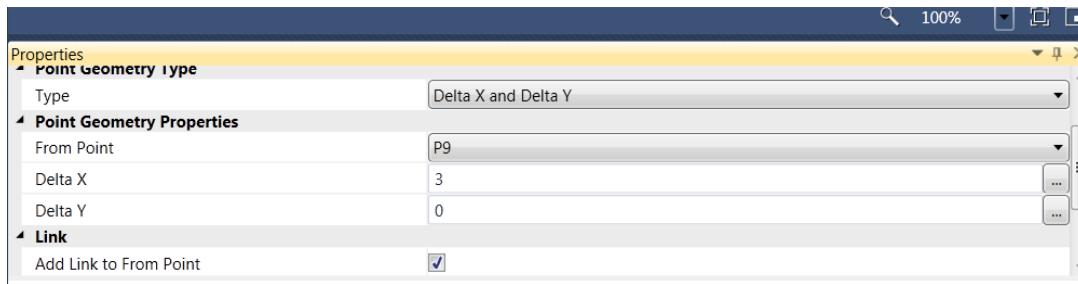 100%
Properties
Point Geometry Type
Type Delta X and Delta Y
Point Geometry Properties
From Point P9
Delta X 3 ...
Delta Y 0 ...
Link
Add Link to From Point